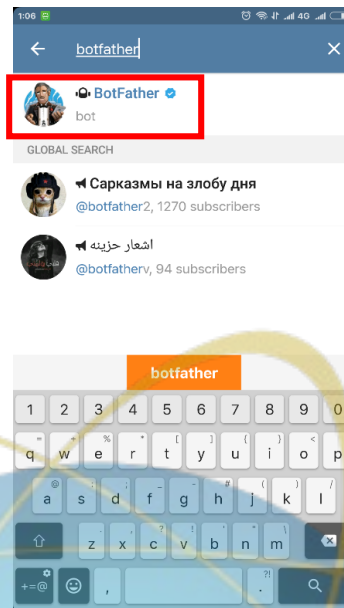 1:06 4G
botfather
BotFather
bot
GLOBAL SEARCH
Сарказмы на злобу дня
@botfather2, 1270 subscribers
اشعار حزینه
@botfatherv, 94 subscribers
botfather
1 2 3 4 5 6 7 8 9 0
q w e r t y u i o p
a s d f g h j k l
z x c v b n m
+=@ , . ?!